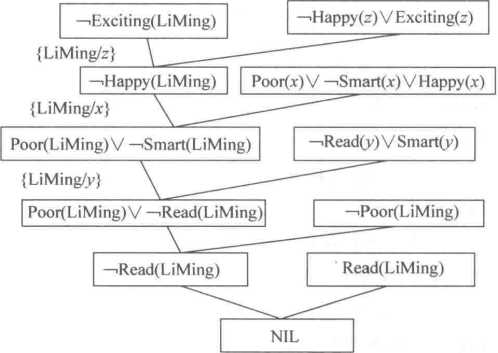 ¬Exciting(LiMing)
¬Happy(z)∨Exciting(z)
{LiMing/z}
¬Happy(LiMing)
Poor(x)∨ ¬Smart(x)∨Happy(x)
{LiMing/x}
Poor(LiMing)∨ ¬Smart(LiMing)
¬Read(y)∨Smart(y)
{LiMing/y}
Poor(LiMing)∨ ¬Read(LiMing)
¬Poor(LiMing)
¬Read(LiMing)
Read(LiMing)
NIL